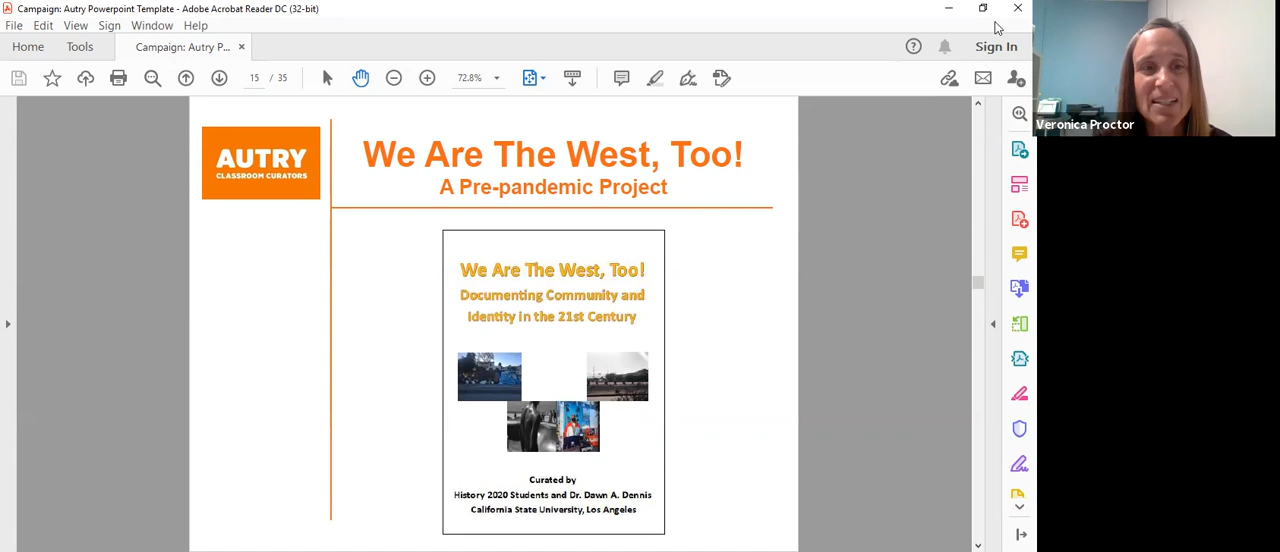 Campaign: Autry Powerpoint Template - Adobe Acrobat Reader DC (32-bit)
File Edit View Sign Window Help
Home Tools Campaign: Autry P... Sign In
15 / 35 72.8%
Veronica Proctor
AUTRY
CLASSROOM CURATORS
We Are The West, Too!
A Pre-pandemic Project
We Are The West, Too!
Documenting Community and
Identity in the 21st Century
Curated by
History 2020 Students and Dr. Dawn A. Dennis
California State University, Los Angeles